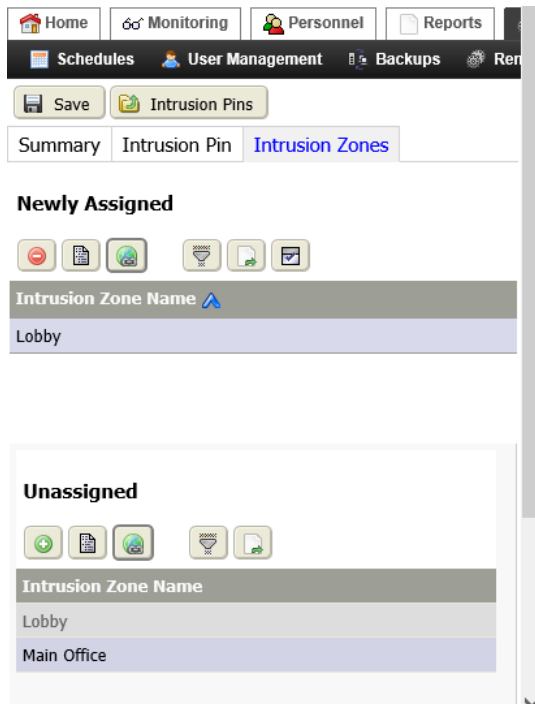 Home Monitoring Personnel Reports
Schedules User Management Backups
Save Intrusion Pins
Summary Intrusion Pin Intrusion Zones
Newly Assigned
Intrusion Zone Name
Lobby
Unassigned
Intrusion Zone Name
Lobby
Main Office